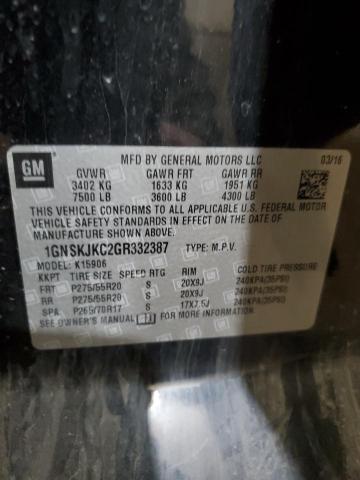 GM
MFD BY GENERAL MOTORS LLC 03/16
GVWR GAWR FRT GAWR RR
3402 KG 1633 KG 1951 KG
7500 LB 3600 LB 4300 LB
THIS VEHICLE CONFORMS TO ALL APPLICABLE U.S. FEDERAL MOTOR
VEHICLE SAFETY STANDARDS IN EFFECT ON THE DATE OF
MANUFACTURE SHOWN ABOVE.
1GNSKJKC2GR332387 TYPE: M.P.V.
MODEL: K15906
KKPT TIRE SIZE SPEED RTG RIM COLD TIRE PRESSURE
FRT P275/55R20 S 20X9J 240KPA(35PSI)
RR P275/55R20 S 20X9J 240KPA(35PSI)
SPA P265/70R17 S 17X7.5J 240KPA(35PSI)
SEE OWNER'S MANUAL FOR MORE INFORMATION.